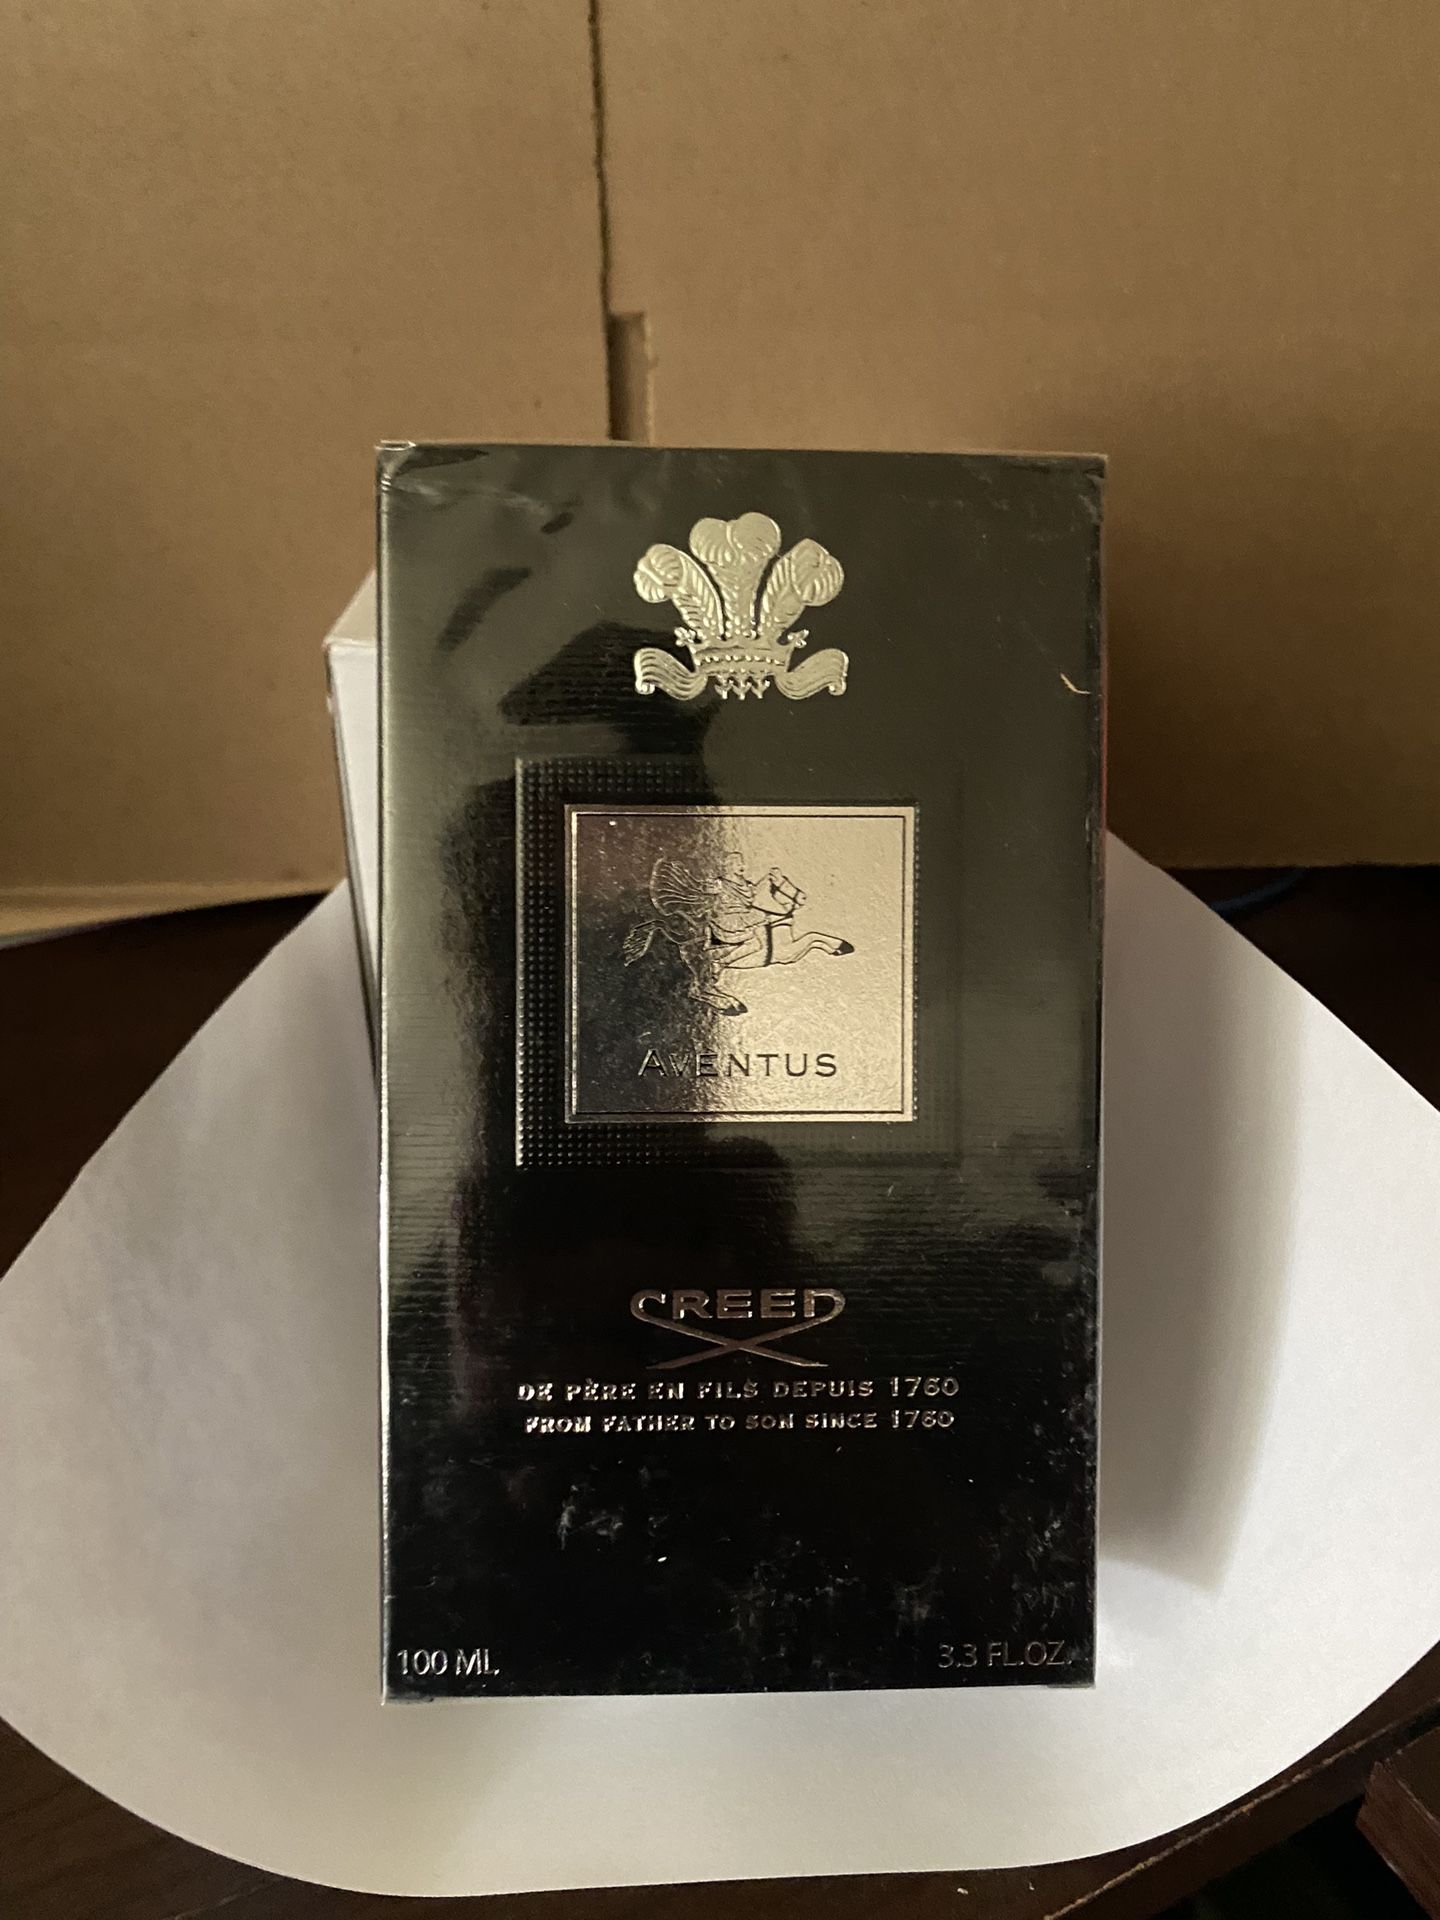 AVENTUS
CREED
DE PÈRE EN FILS DEPUIS 1760
FROM FATHER TO SON SINCE 1760
100 ML
3.3 FL.OZ.